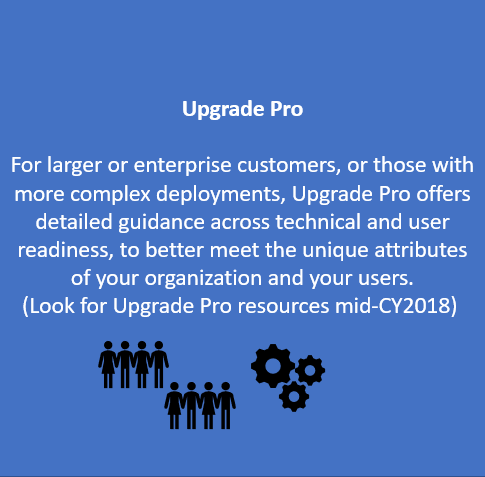 Upgrade Pro
For larger or enterprise customers, or those with
more complex deployments, Upgrade Pro offers
detailed guidance across technical and user
readiness, to better meet the unique attributes
of your organization and your users.
(Look for Upgrade Pro resources mid-CY2018)